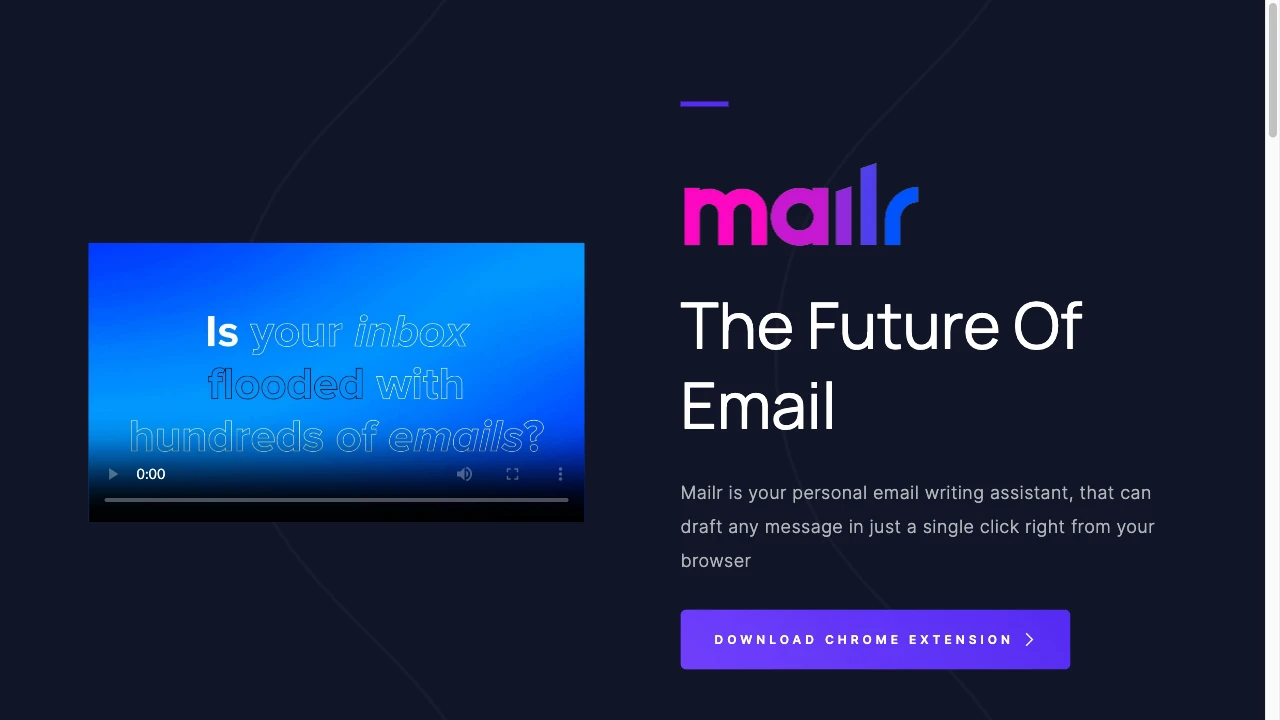 Is your inbox
flooded with
hundreds of emails?
0:00
mailr
The Future Of
Email
Mailr is your personal email writing assistant, that can
draft any message in just a single click right from your
browser
DOWNLOAD CHROME EXTENSION